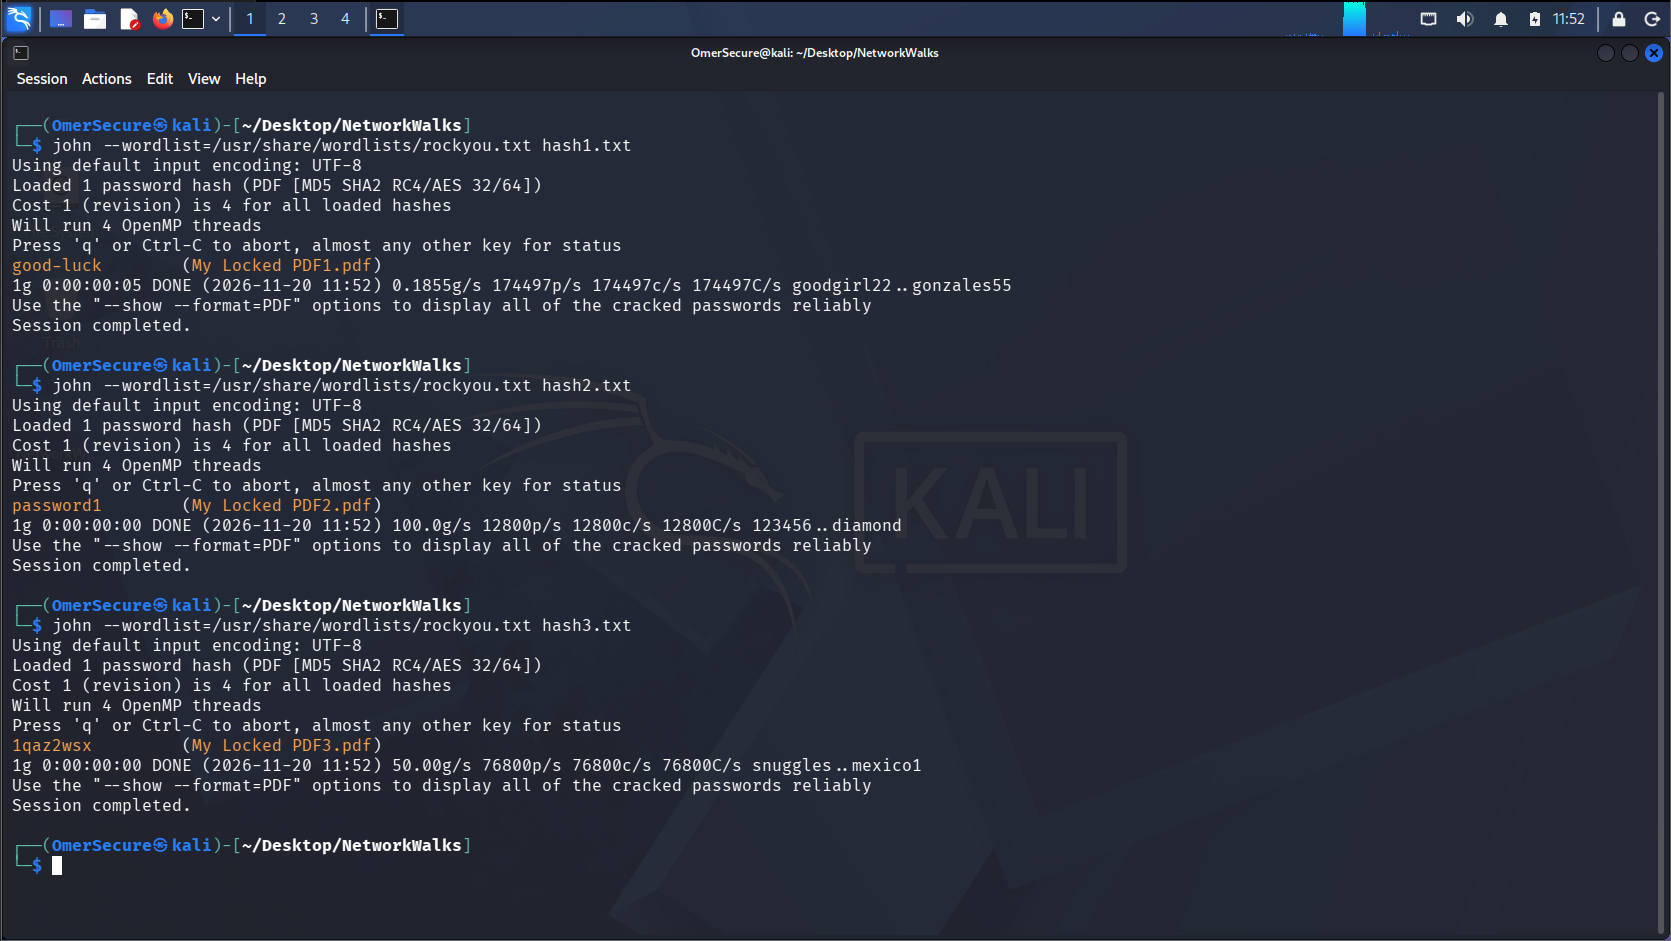 1 2 3 4 11:52
OmerSecure@kali: ~/Desktop/NetworkWalks
Session Actions Edit View Help
┌──(OmerSecure㉿kali)-[~/Desktop/NetworkWalks]
└─$ john --wordlist=/usr/share/wordlists/rockyou.txt hash1.txt
Using default input encoding: UTF-8
Loaded 1 password hash (PDF [MD5 SHA2 RC4/AES 32/64])
Cost 1 (revision) is 4 for all loaded hashes
Will run 4 OpenMP threads
Press 'q' or Ctrl-C to abort, almost any other key for status
good-luck        (My Locked PDF1.pdf)
1g 0:00:00:05 DONE (2026-11-20 11:52) 0.1855g/s 174497p/s 174497c/s 174497C/s goodgirl22..gonzales55
Use the "--show --format=PDF" options to display all of the cracked passwords reliably
Session completed.
Trash
┌──(OmerSecure㉿kali)-[~/Desktop/NetworkWalks]
└─$ john --wordlist=/usr/share/wordlists/rockyou.txt hash2.txt
Using default input encoding: UTF-8
Loaded 1 password hash (PDF [MD5 SHA2 RC4/AES 32/64])
Cost 1 (revision) is 4 for all loaded hashes
Will run 4 OpenMP threads
Press 'q' or Ctrl-C to abort, almost any other key for status
password1        (My Locked PDF2.pdf)
1g 0:00:00:00 DONE (2026-11-20 11:52) 100.0g/s 12800p/s 12800c/s 12800C/s 123456..diamond
Use the "--show --format=PDF" options to display all of the cracked passwords reliably
Session completed.
KALI
┌──(OmerSecure㉿kali)-[~/Desktop/NetworkWalks]
└─$ john --wordlist=/usr/share/wordlists/rockyou.txt hash3.txt
Using default input encoding: UTF-8
Loaded 1 password hash (PDF [MD5 SHA2 RC4/AES 32/64])
Cost 1 (revision) is 4 for all loaded hashes
Will run 4 OpenMP threads
Press 'q' or Ctrl-C to abort, almost any other key for status
1qaz2wsx         (My Locked PDF3.pdf)
1g 0:00:00:00 DONE (2026-11-20 11:52) 50.00g/s 76800p/s 76800c/s 76800C/s snuggles..mexico1
Use the "--show --format=PDF" options to display all of the cracked passwords reliably
Session completed.
┌──(OmerSecure㉿kali)-[~/Desktop/NetworkWalks]
└─$